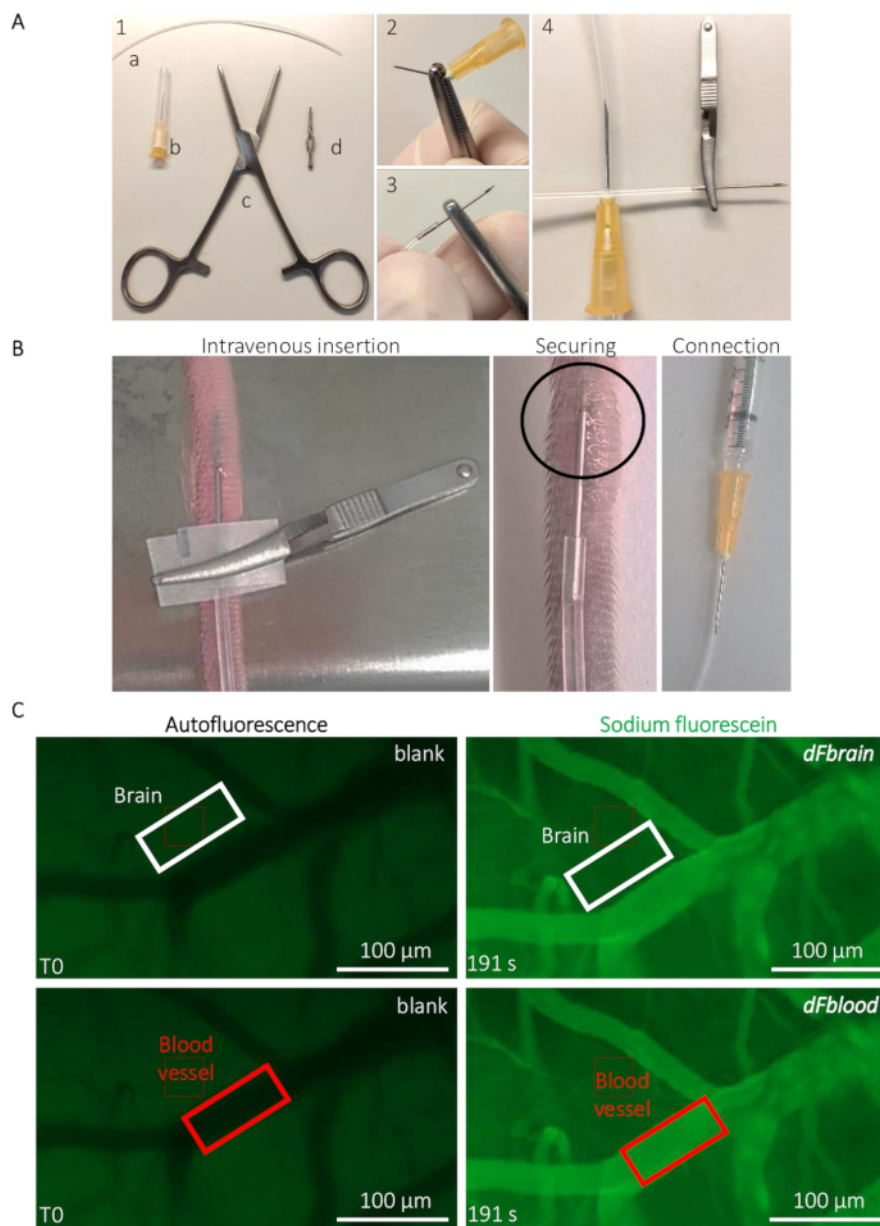 A
1
2
4
a
b
c
d
3
B
Intravenous insertion
Securing
Connection
C
Autofluorescence
Sodium fluorescein
blank
dFbrain
Brain
Brain
T0
100 µm
191 s
100 µm
blank
dFblood
Blood
vessel
Blood
vessel
T0
100 µm
191 s
100 µm